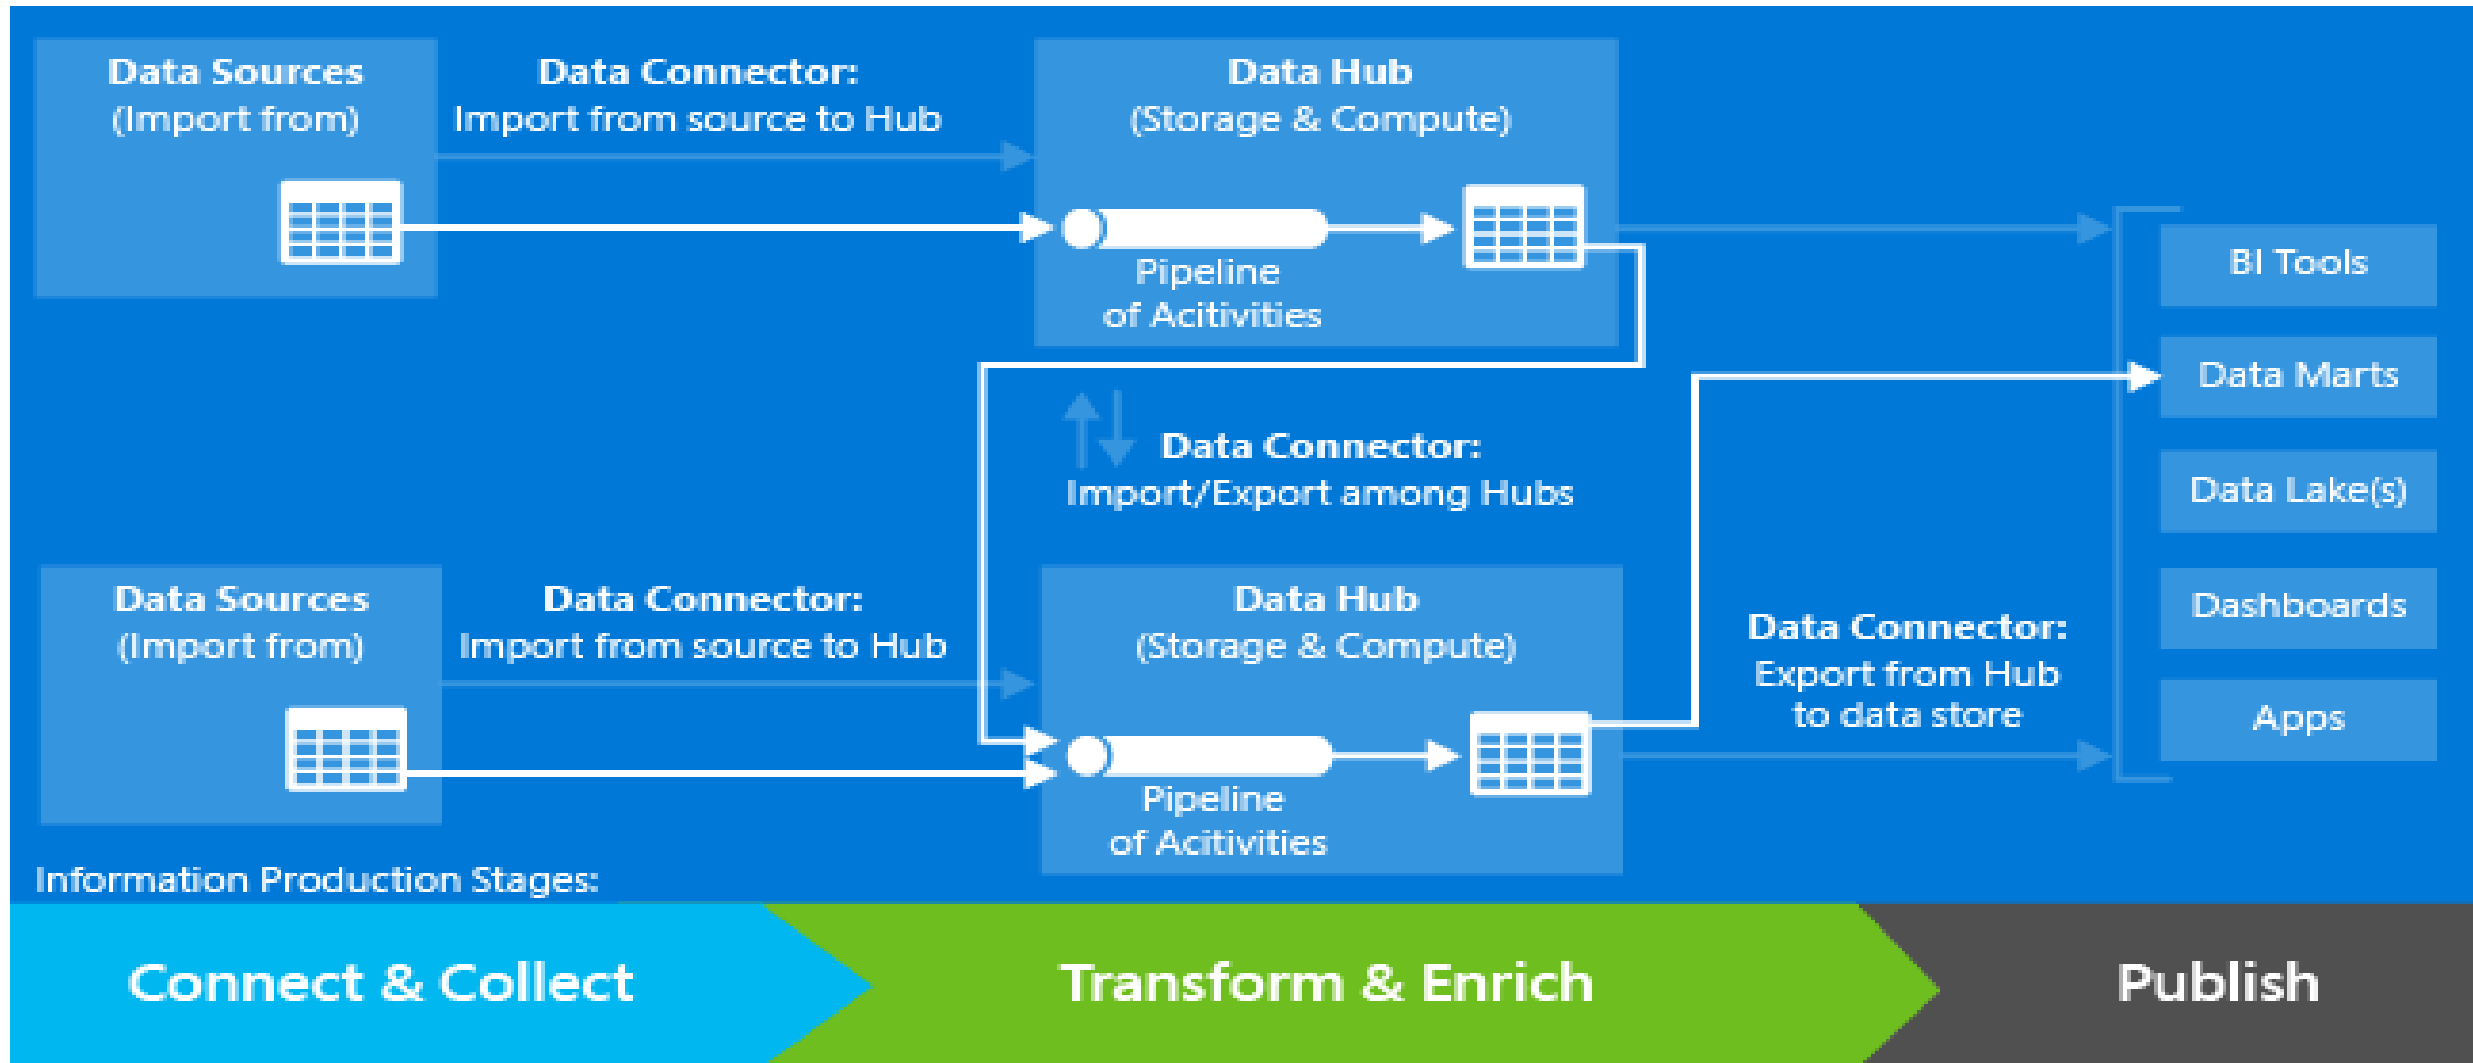 Data Sources
(Import from)
Data Connector:
Import from source to Hub
Data Hub
(Storage & Compute)
Pipeline
of Acitivities
BI Tools
Data Marts
Data Lake(s)
Dashboards
Apps
Data Connector:
Import/Export among Hubs
Data Sources
(Import from)
Data Connector:
Import from source to Hub
Data Hub
(Storage & Compute)
Pipeline
of Acitivities
Data Connector:
Export from Hub
to data store
Information Production Stages:
Connect & Collect
Transform & Enrich
Publish